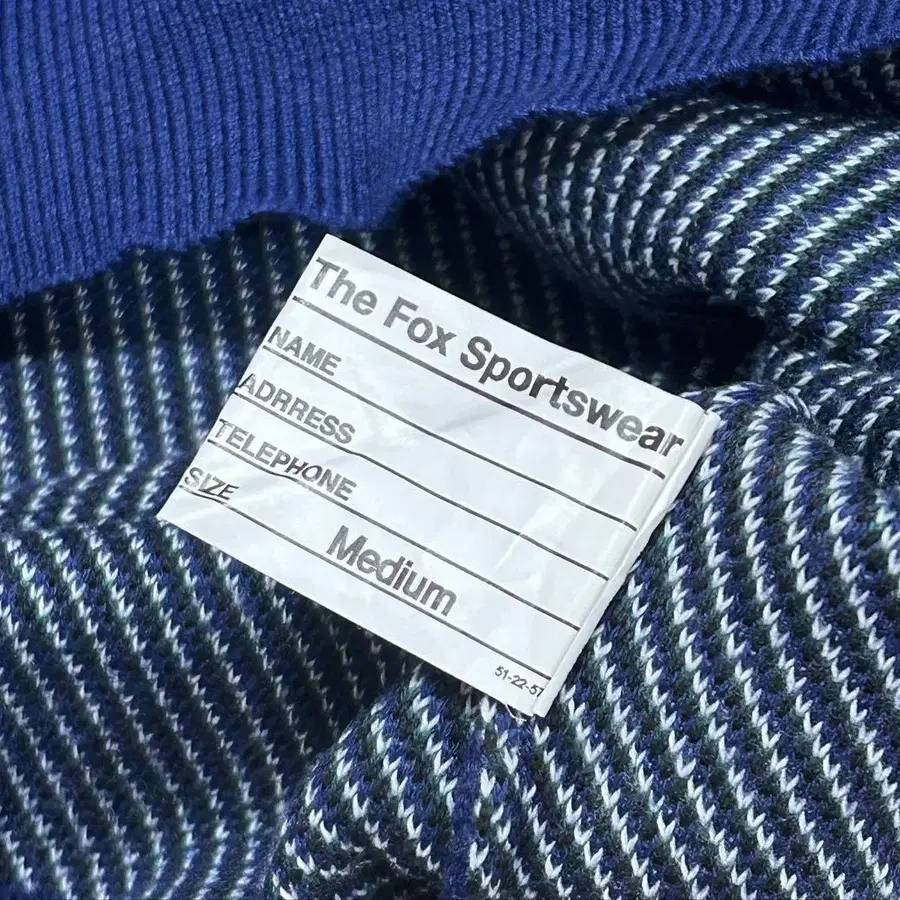 The Fox Sportswear
NAME
ADRRESS
TELEPHONE
SIZE
Medium
51-22-57